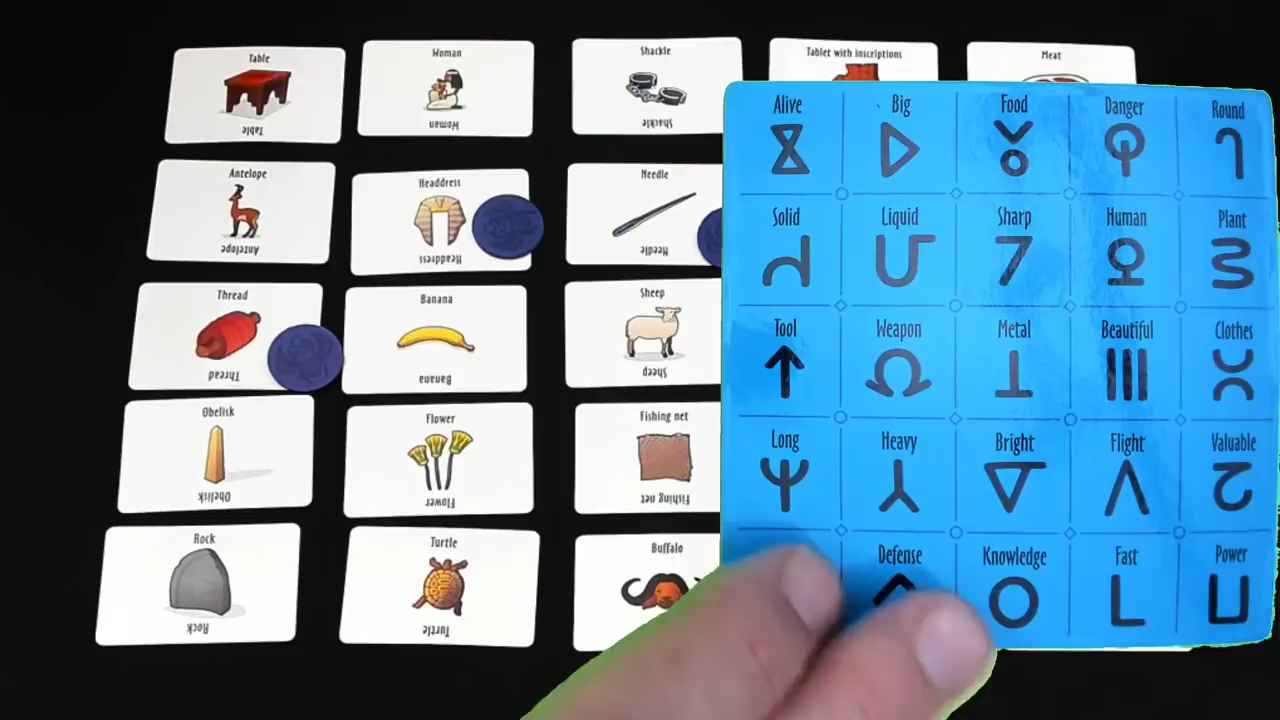 Table
Table
Woman
Woman
Shackle
Shackle
Tablet with inscriptions
Meat
Antelope
Antelope
Headdress
Headdress
Needle
Needle
Thread
Thread
Banana
Banana
Sheep
Sheep
Obelisk
Obelisk
Flower
Flower
Fishing net
Fishing net
Rock
Rock
Turtle
Turtle
Buffalo
Alive Big Food Danger Round
Solid Liquid Sharp Human Plant
Tool Weapon Metal Beautiful Clothes
Long Heavy Bright Flight Valuable
Defense Knowledge Fast Power